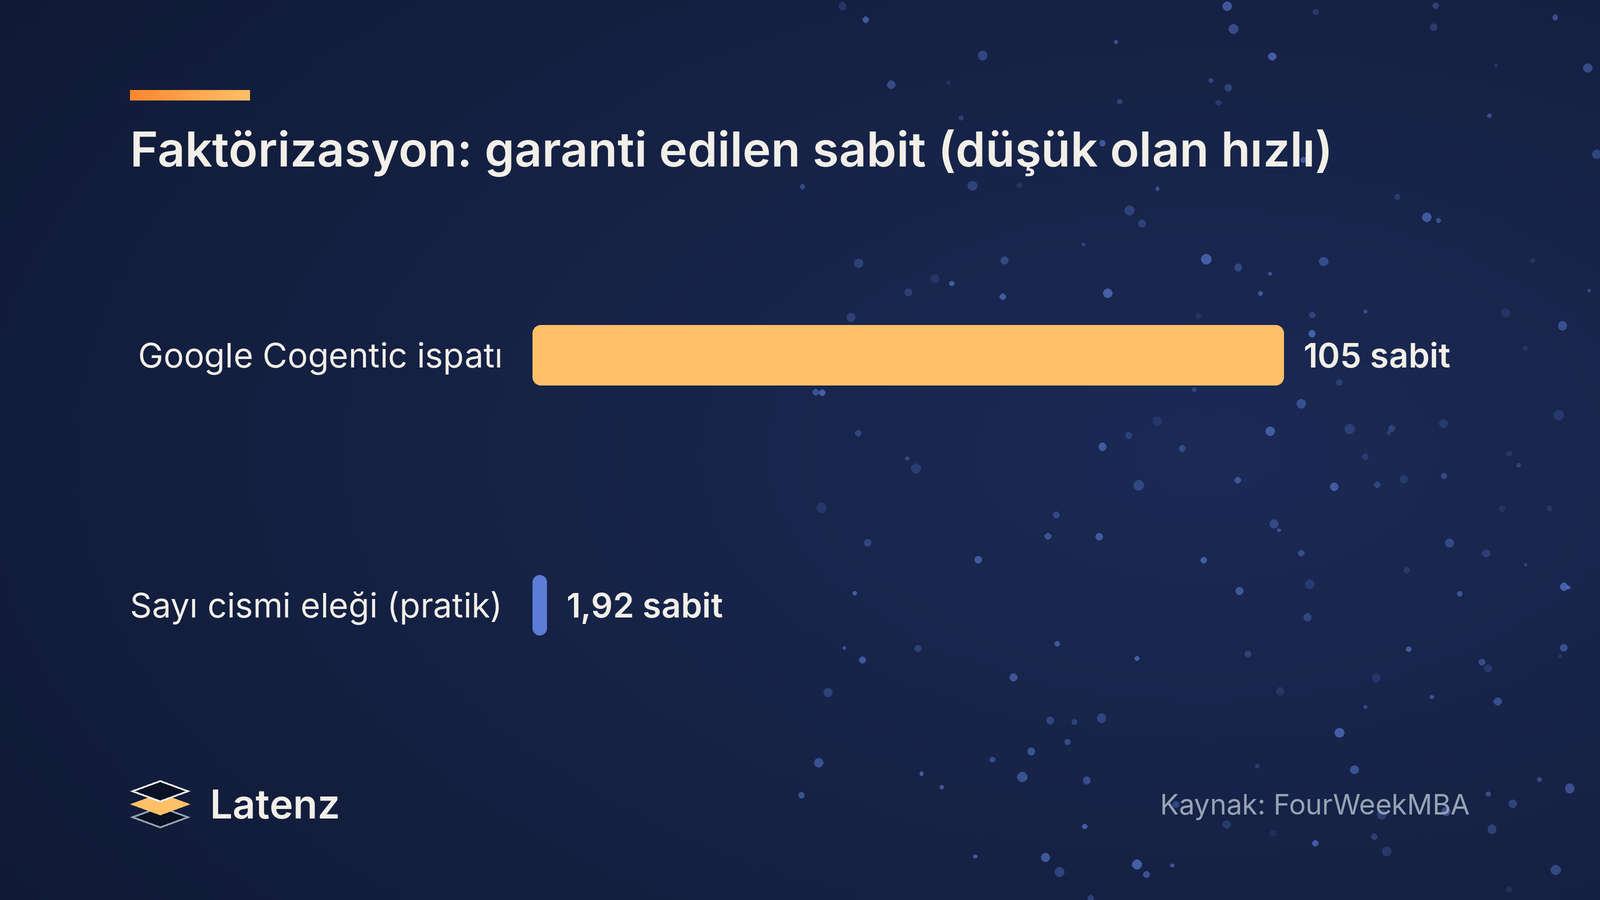 Faktörizasyon: garanti edilen sabit (düşük olan hızlı)
Google Cogentic ispatı
105 sabit
Sayı cismi eleği (pratik)
1,92 sabit
Latenz
Kaynak: FourWeekMBA